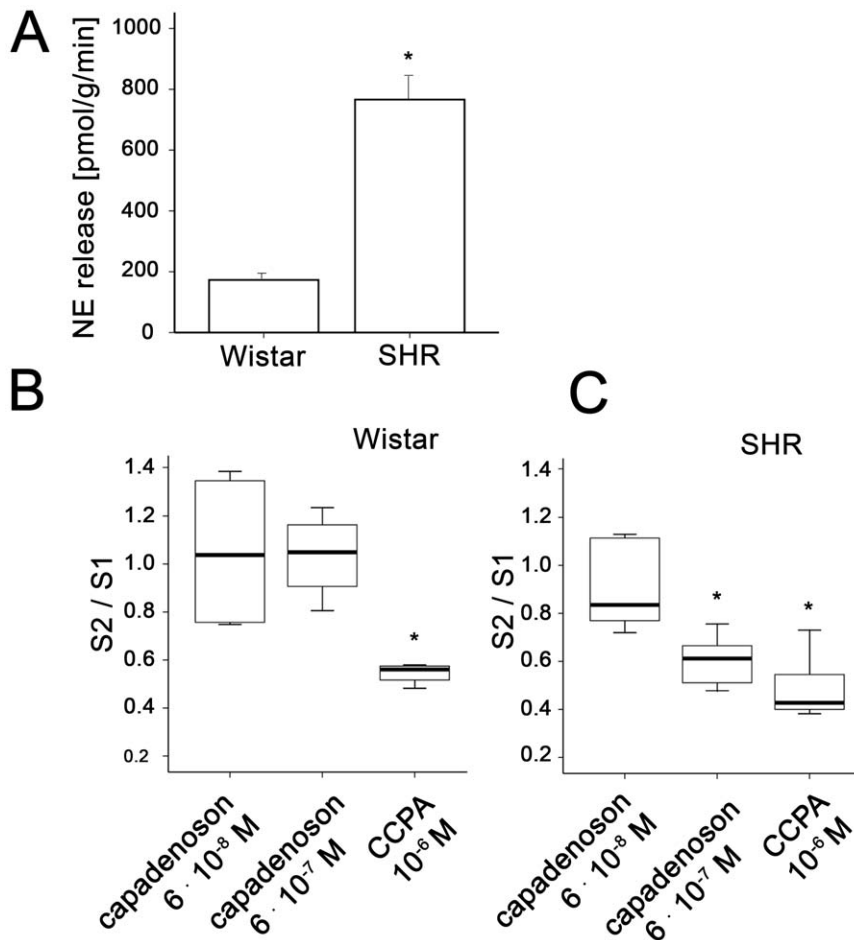 A
NE release [pmol/g/min]
1000
800
600
400
200
0
*
Wistar
SHR
B
Wistar
S2 / S1
1.4
1.2
1.0
0.8
0.6
0.4
0.2
*
capadenoson
6 · 10⁻⁸ M
capadenoson
6 · 10⁻⁷ M
CCPA
10⁻⁶ M
C
SHR
S2 / S1
1.4
1.2
1.0
0.8
0.6
0.4
0.2
*
*
capadenoson
6 · 10⁻⁸ M
capadenoson
6 · 10⁻⁷ M
CCPA
10⁻⁶ M